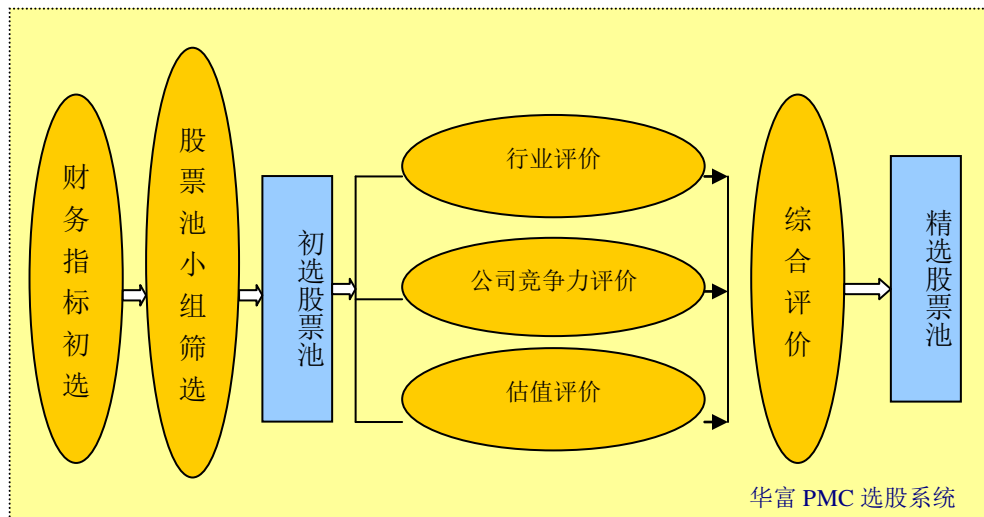 财务指标初选
股票池小组筛选
初选股票池
行业评价
公司竞争力评价
估值评价
综合评价
精选股票池
华富 PMC 选股系统